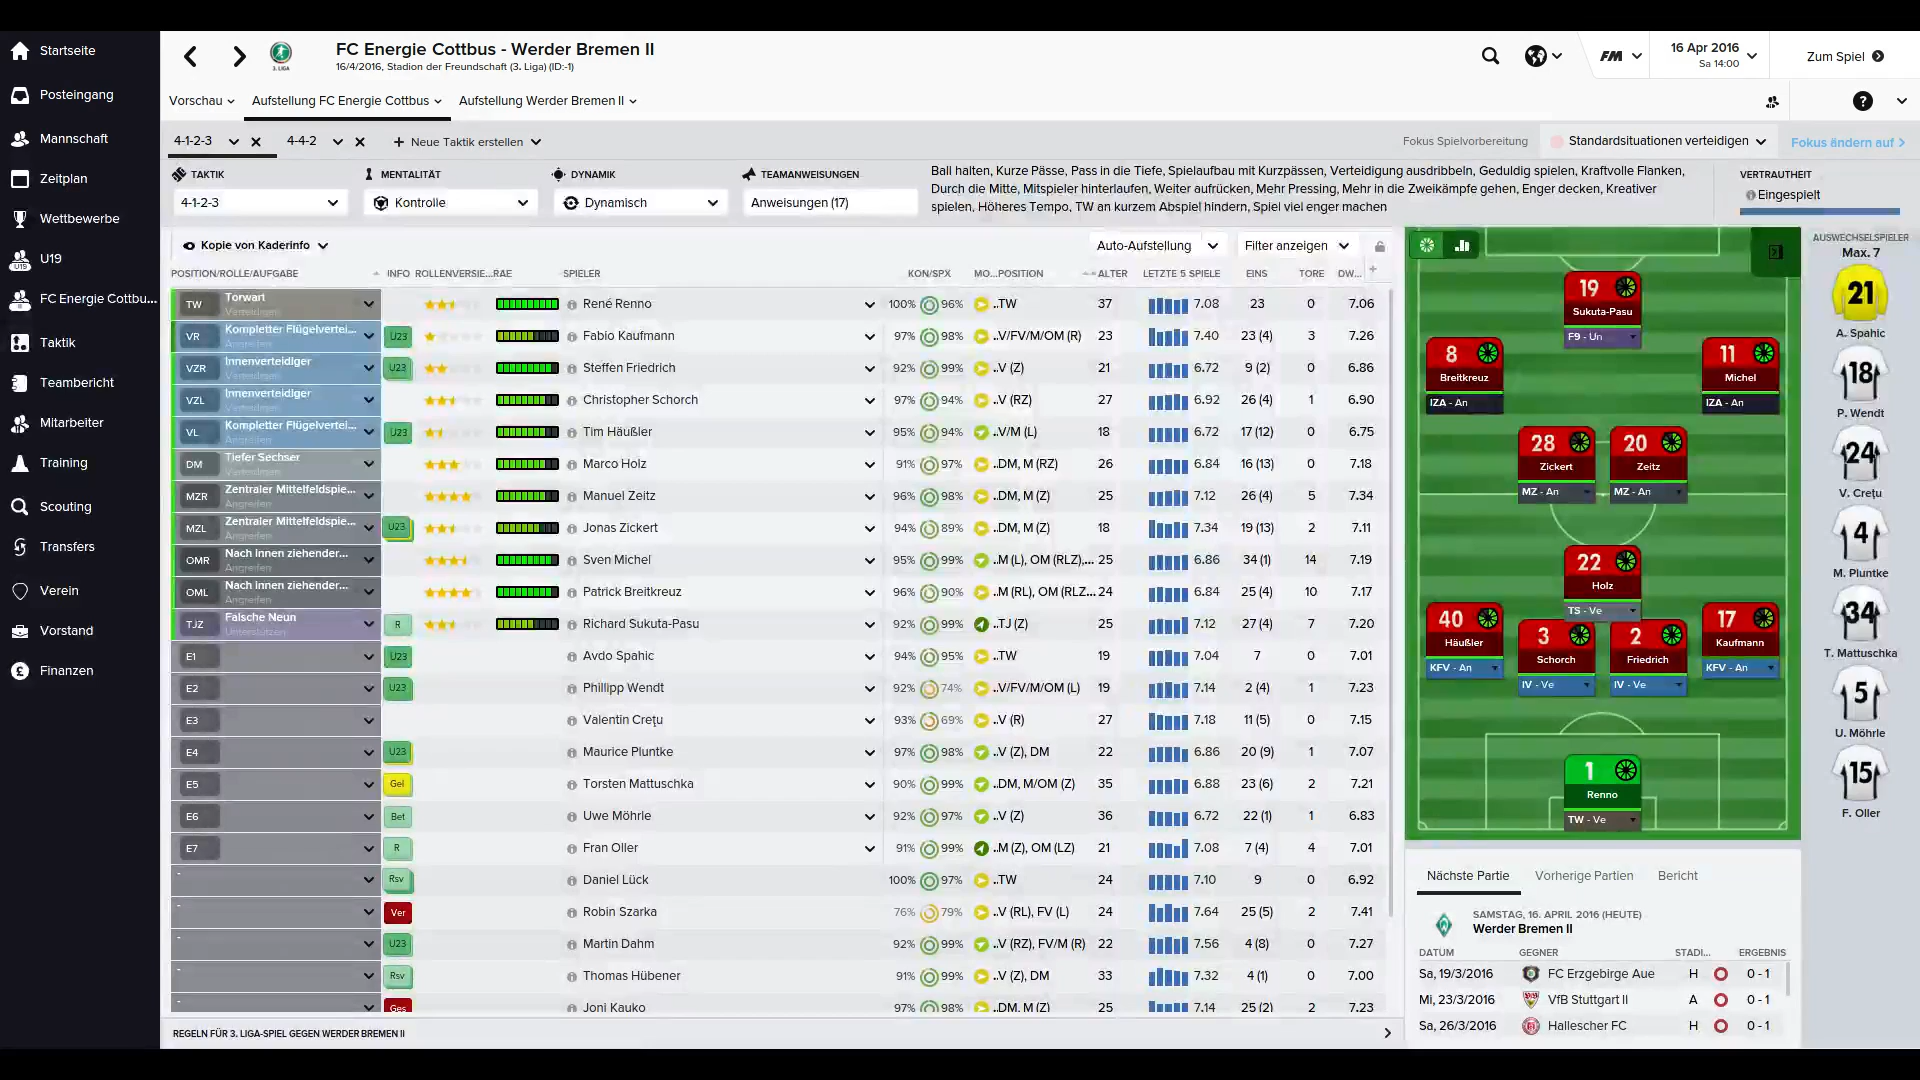 Startseite
Posteingang
Mannschaft
Zeitplan
Wettbewerbe
U19
FC Energie Cottbu...
Taktik
Teambericht
Mitarbeiter
Training
Scouting
Transfers
Verein
Vorstand
Finanzen
FC Energie Cottbus - Werder Bremen II
16/4/2016, Stadion der Freundschaft (3. Liga) (ID:-1)
FM
16 Apr 2016
Sa 14:00
Zum Spiel
Vorschau
Aufstellung FC Energie Cottbus
Aufstellung Werder Bremen II
4-1-2-3
4-4-2
Neue Taktik erstellen
Fokus Spielvorbereitung
Standardsituationen verteidigen
Fokus ändern auf >
TAKTIK
4-1-2-3
MENTALITÄT
Kontrolle
DYNAMIK
Dynamisch
TEAMANWEISUNGEN
Anweisungen (17)
Ball halten, Kurze Pässe, Pass in die Tiefe, Spielaufbau mit Kurzpässen, Verteidigung ausdribbeln, Geduldig spielen, Kraftvolle Flanken,
Durch die Mitte, Mitspieler hinterlaufen, Weiter aufrücken, Mehr Pressing, Mehr in die Zweikämpfe gehen, Enger decken, Kreativer
spielen, Höheres Tempo, TW an kurzem Abspiel hindern, Spiel viel enger machen
VERTRAUTHEIT
Eingespielt
Kopie von Kaderinfo
Auto-Aufstellung
Filter anzeigen
POSITION/ROLLE/AUFGABE INFO ROLLENVERSIE... RAE SPIELER KON/SPX MO... POSITION ALTER LETZTE 5 SPIELE EINS TORE DW...
TW Torwart Verteidigen René Renno 100% 96% ..TW 37 7.08 23 0 7.06
VR Kompletter Flügelvertei... Angreifen U23 Fabio Kaufmann 97% 98% ..V/FV/M/OM (R) 23 7.40 23 (4) 3 7.26
VZR Innenverteidiger Verteidigen U23 Steffen Friedrich 92% 99% ..V (Z) 21 6.72 9 (2) 0 6.86
VZL Innenverteidiger Verteidigen Christopher Schorch 97% 94% ..V (RZ) 27 6.92 26 (4) 1 6.90
VL Kompletter Flügelvertei... Angreifen U23 Tim Häußler 95% 94% ..V/M (L) 18 6.72 17 (12) 0 6.75
DM Tiefer Sechser Verteidigen Marco Holz 91% 97% ..DM, M (RZ) 26 6.84 16 (13) 0 7.18
MZR Zentraler Mittelfeldspie... Angreifen Manuel Zeitz 96% 98% ..DM, M (Z) 25 7.12 26 (4) 5 7.34
MZL Zentraler Mittelfeldspie... Angreifen U23 Jonas Zickert 94% 89% ..DM, M (Z) 18 7.34 19 (13) 2 7.11
OMR Nach Innen ziehender... Angreifen Sven Michel 95% 99% ..M (L), OM (RLZ),... 25 6.86 34 (1) 14 7.19
OML Nach Innen ziehender... Angreifen Patrick Breitkreuz 96% 90% ..M (RL), OM (RLZ... 24 6.84 25 (4) 10 7.17
TJZ Falsche Neun Unterstützen R Richard Sukuta-Pasu 92% 99% ..TJ (Z) 25 7.12 27 (4) 7 7.20
E1 U23 Avdo Spahic 94% 95% ..TW 19 7.04 7 0 7.01
E2 U23 Phillipp Wendt 92% 74% ..V/FV/M/OM (L) 19 7.14 2 (4) 1 7.23
E3 Valentin Creţu 93% 69% ..V (R) 27 7.18 11 (5) 0 7.15
E4 U23 Maurice Pluntke 97% 98% ..V (Z), DM 22 6.86 20 (9) 1 7.07
E5 Gel Torsten Mattuschka 90% 99% ..DM, M/OM (Z) 35 6.88 23 (6) 2 7.21
E6 Bet Uwe Möhrle 92% 97% ..V (Z) 36 6.72 22 (1) 1 6.83
E7 R Fran Oller 91% 99% ..M (Z), OM (LZ) 21 7.08 7 (4) 4 7.01
- Rsv Daniel Lück 100% 97% ..TW 24 7.10 9 0 6.92
- Ver Robin Szarka 76% 79% ..V (RL), FV (L) 24 7.64 25 (5) 2 7.41
- U23 Martin Dahm 92% 99% ..V (RZ), FV/M (R) 22 7.56 4 (8) 0 7.27
- Rsv Thomas Hübener 91% 99% ..V (Z), DM 33 7.32 4 (1) 0 7.00
- Ges Joni Kauko 97% 98% ..DM, M (Z) 25 7.14 25 (2) 2 7.23
REGELN FÜR 3. LIGA-SPIEL GEGEN WERDER BREMEN II
19
Sukuta-Pasu
F9 - Un
8 11
Breitkreuz Michel
IZA - An IZA - An
28 20
Zickert Zeitz
MZ - An MZ - An
22
Holz
TS - Ve
40 17
Häußler Kaufmann
KFV - An KFV - An
3 2
Schorch Friedrich
IV - Ve IV - Ve
1
Renno
TW - Ve
AUSWECHSELSPIELER
Max. 7
21
A. Spahic
18
P. Wendt
24
V. Creţu
4
M. Pluntke
34
T. Mattuschka
5
U. Möhrle
15
F. Oller
Nächste Partie
Vorherige Partien
Bericht
SAMSTAG, 16. APRIL 2016 (HEUTE)
Werder Bremen II
DATUM GEGNER STADI... ERGEBNIS
Sa, 19/3/2016 FC Erzgebirge Aue H 0 - 1
Mi, 23/3/2016 VfB Stuttgart II A 0 - 1
Sa, 26/3/2016 Hallescher FC H 0 - 1